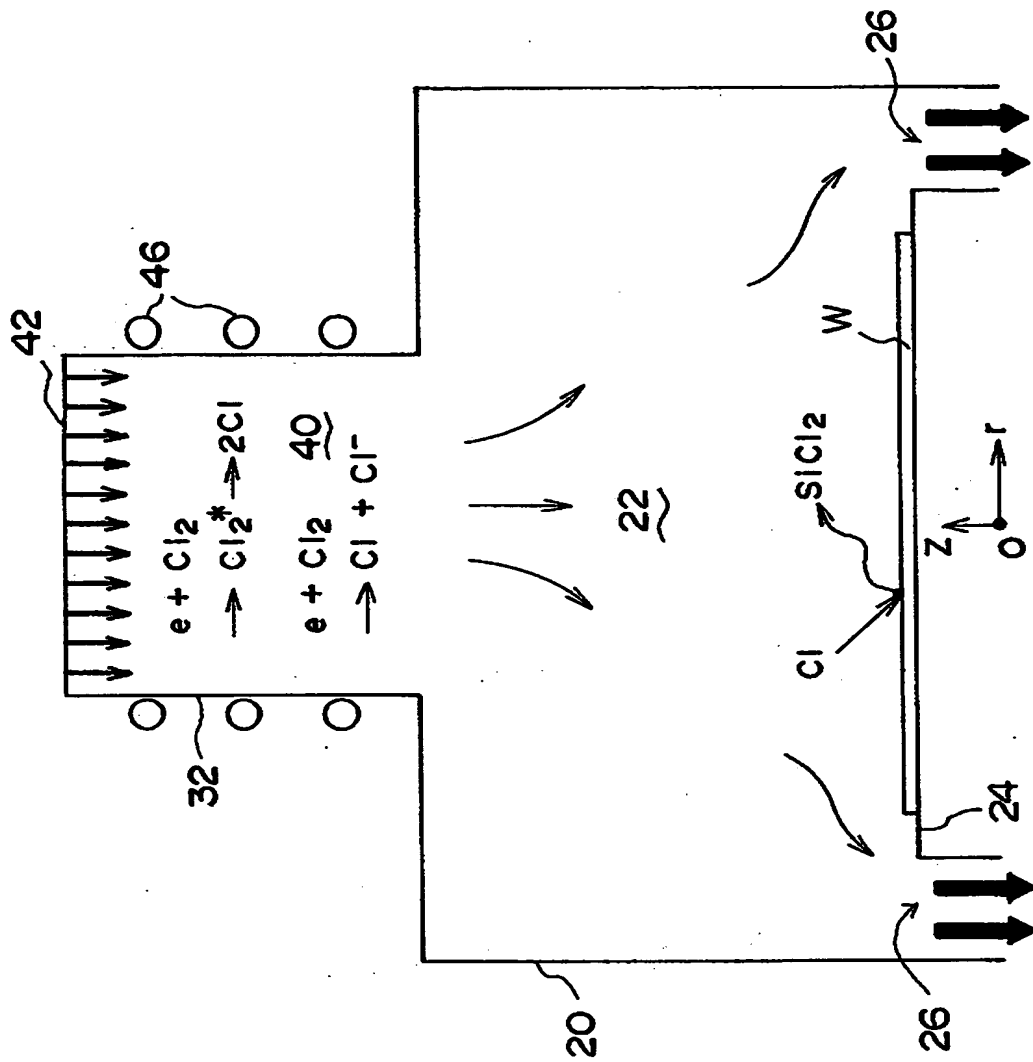 42
46
32
e + Cl₂
→ Cl₂* → 2Cl
40
e + Cl₂
→ Cl + Cl⁻
22
20
Cl
SiCl₂
W
Z
O
r
24
26
26